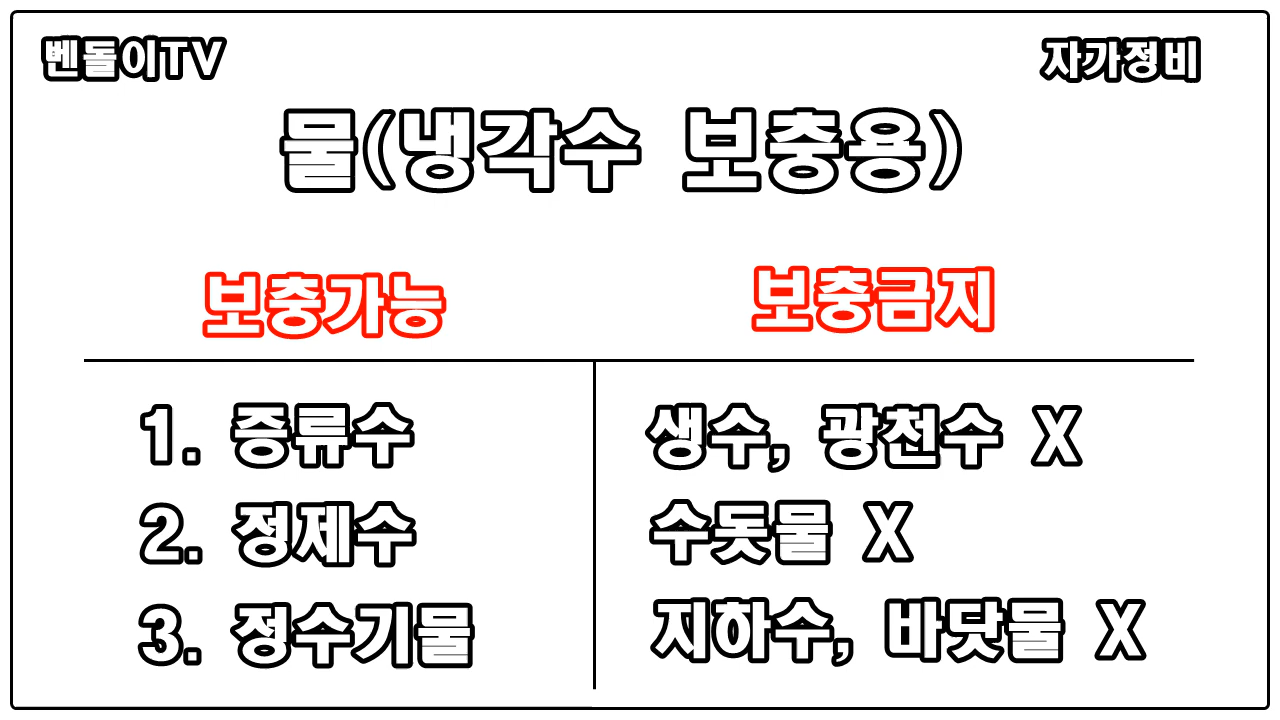 벤돌이TV
자가정비
물(냉각수 보충용)
보충가능
보충금지
1. 증류수
2. 정제수
3. 정수기물
생수, 광천수 X
수돗물 X
지하수, 바닷물 X